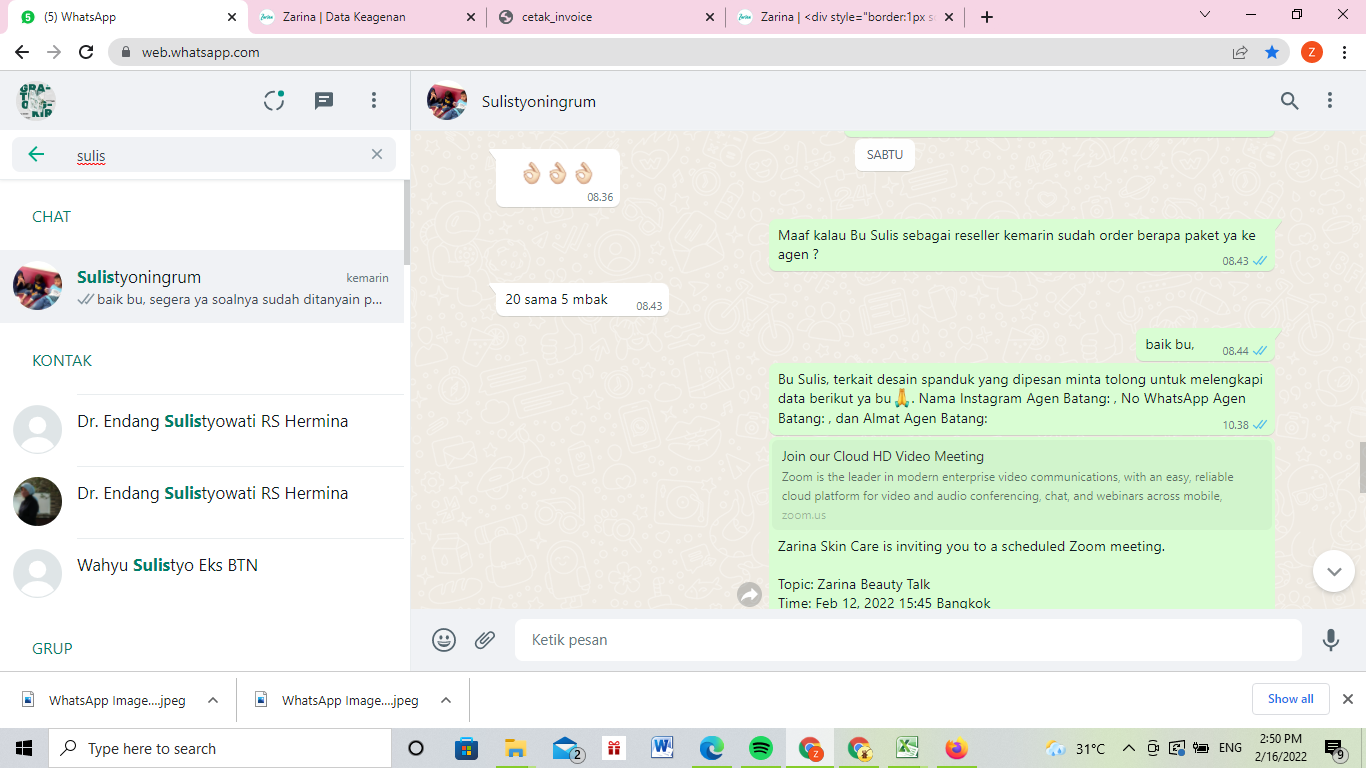 (5) WhatsApp
Zarina | Data Keagenan
cetak_invoice
Zarina | <div style="border:1px s
web.whatsapp.com
Z
sulis
CHAT
Sulistyoningrum
kemarin
baik bu, segera ya soalnya sudah ditanyain p...
KONTAK
Dr. Endang Sulistyowati RS Hermina
Dr. Endang Sulistyowati RS Hermina
Wahyu Sulistyo Eks BTN
GRUP
Sulistyoningrum
SABTU
08.36
Maaf kalau Bu Sulis sebagai reseller kemarin sudah order berapa paket ya ke
agen ?
08.43
20 sama 5 mbak
08.43
baik bu,
08.44
Bu Sulis, terkait desain spanduk yang dipesan minta tolong untuk melengkapi
data berikut ya bu🙏. Nama Instagram Agen Batang: , No WhatsApp Agen
Batang: , dan Almat Agen Batang:
10.38
Join our Cloud HD Video Meeting
Zoom is the leader in modern enterprise video communications, with an easy, reliable
cloud platform for video and audio conferencing, chat, and webinars across mobile,
zoom.us
Zarina Skin Care is inviting you to a scheduled Zoom meeting.
Topic: Zarina Beauty Talk
Time: Feb 12, 2022 15:45 Bangkok
Ketik pesan
WhatsApp Image....jpeg
WhatsApp Image....jpeg
Show all
Type here to search
2
31°C
ENG
2:50 PM
2/16/2022
9